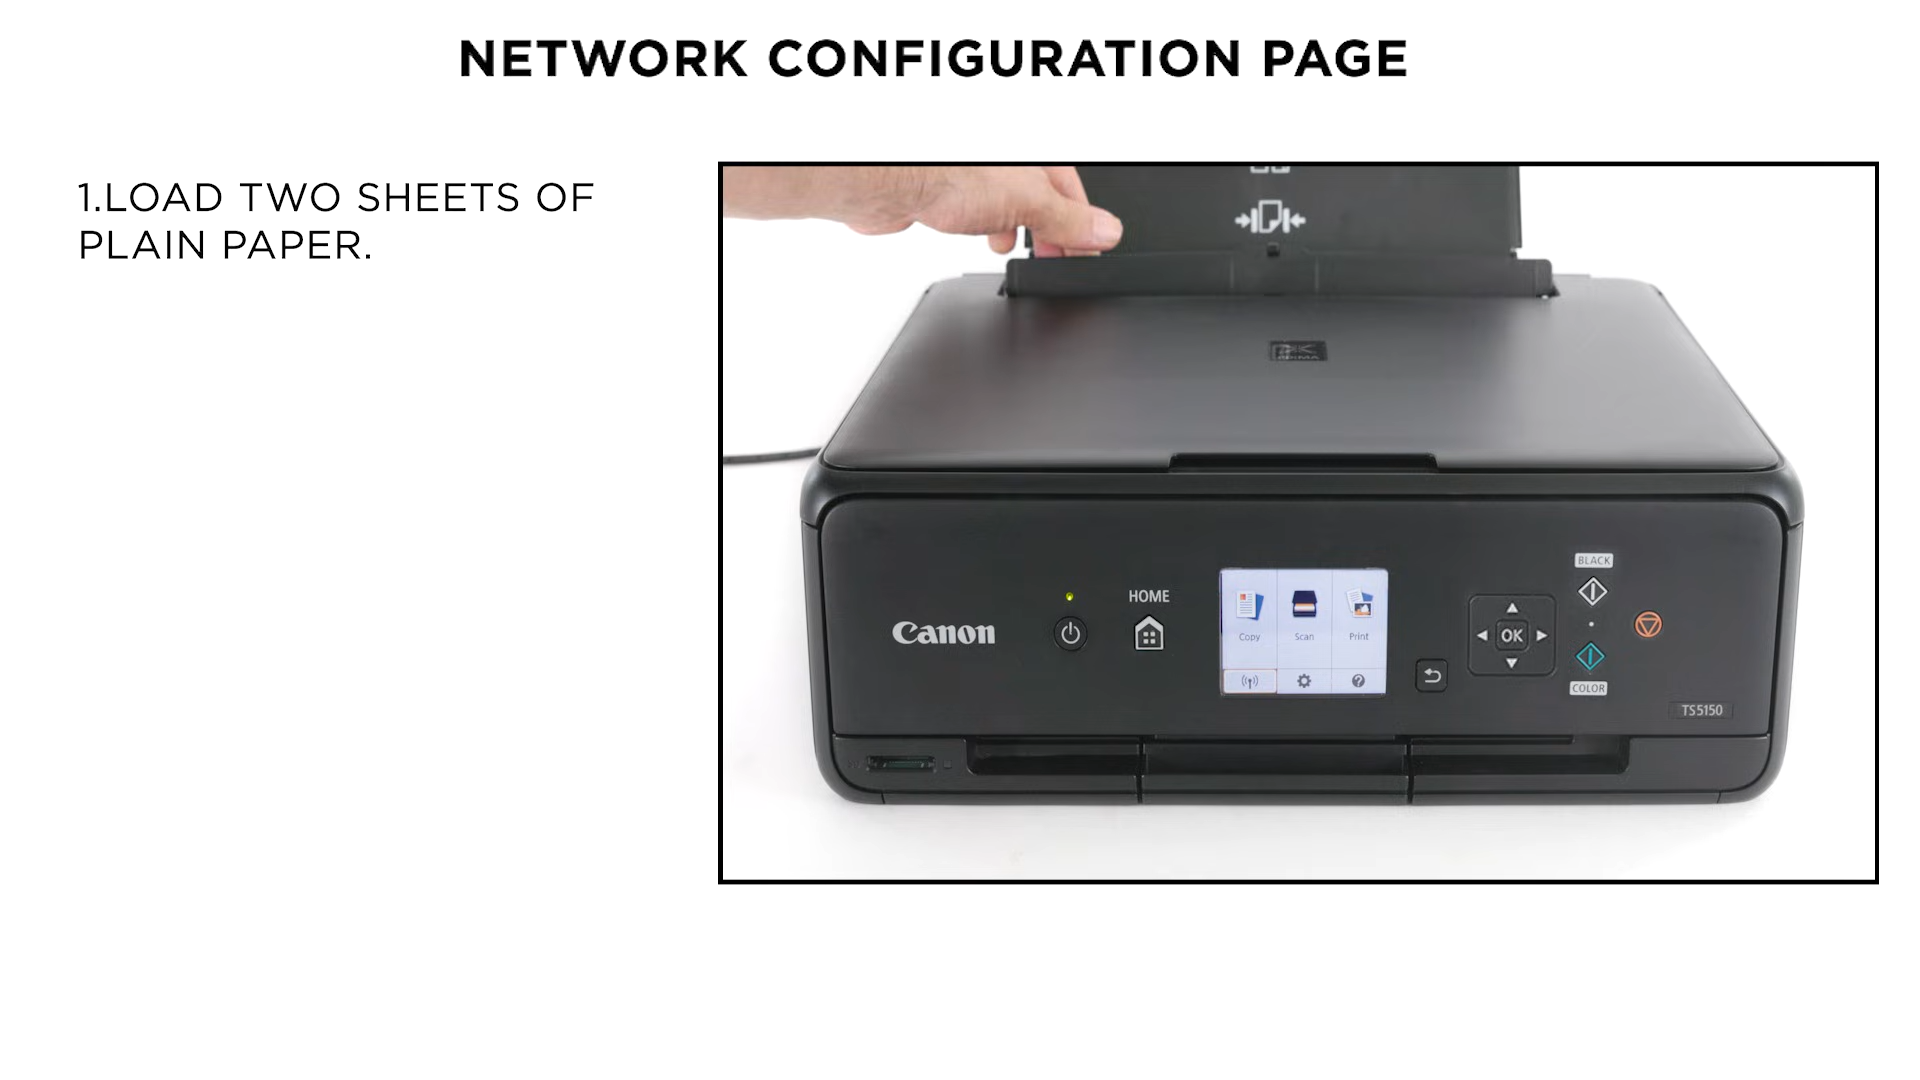 NETWORK CONFIGURATION PAGE
1.LOAD TWO SHEETS OF
PLAIN PAPER.
BLACK
HOME
Copy
Scan
Print
Canon
OK
COLOR
TS5150